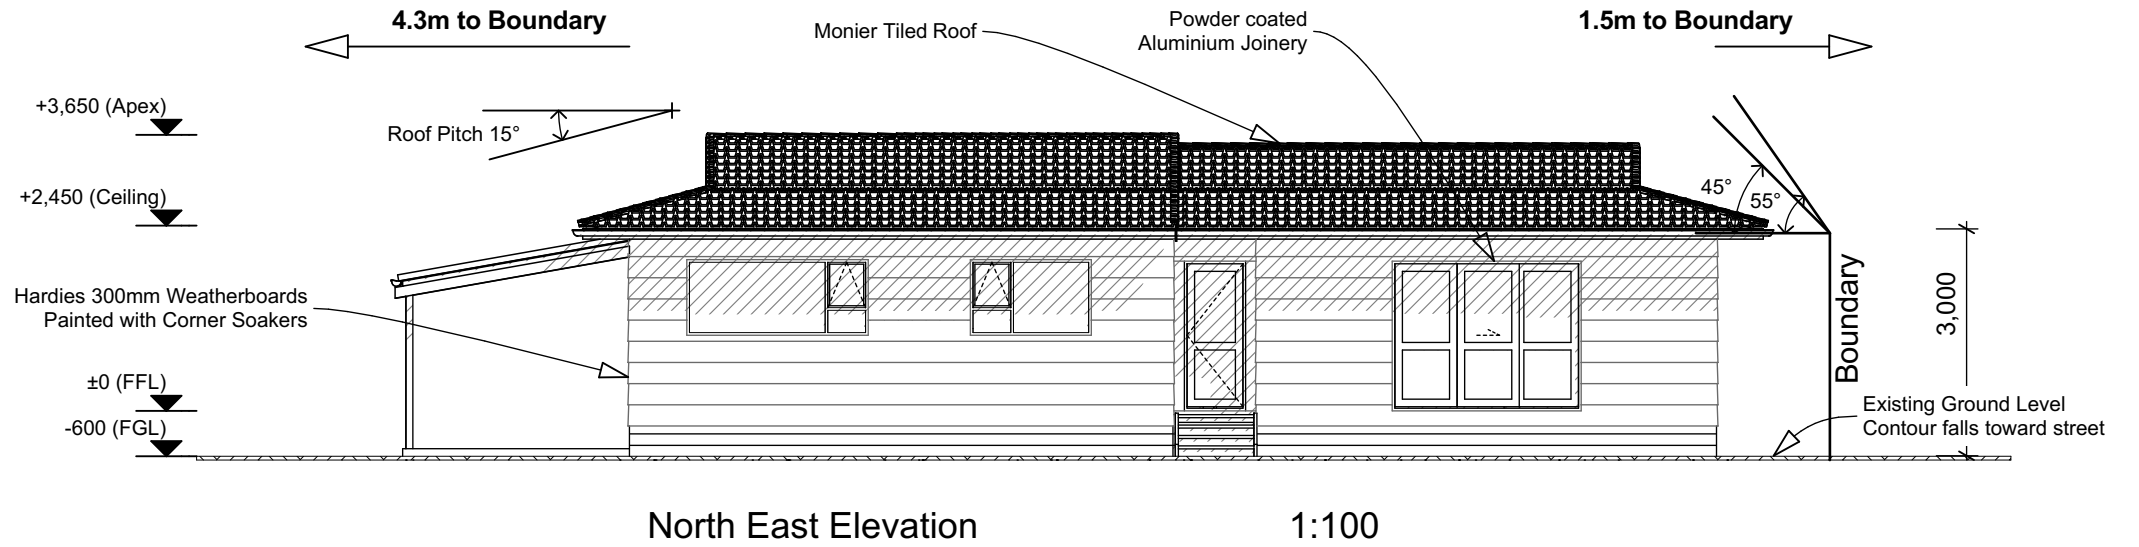 4.3m to Boundary
Monier Tiled Roof
Powder coated
Aluminium Joinery
1.5m to Boundary
+3,650 (Apex)
Roof Pitch 15°
+2,450 (Ceiling)
45°
55°
Hardies 300mm Weatherboards
Painted with Corner Soakers
Boundary
3,000
±0 (FFL)
-600 (FGL)
Existing Ground Level
Contour falls toward street
North East Elevation
1:100